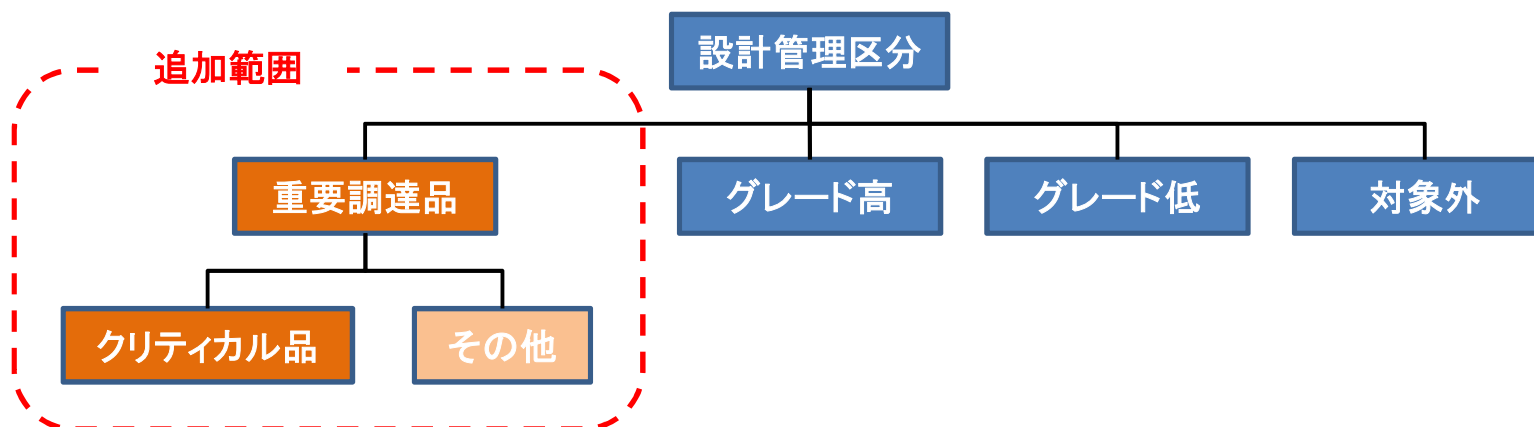 設計管理区分
追加範囲
重要調達品
グレード高
グレード低
対象外
クリティカル品
その他